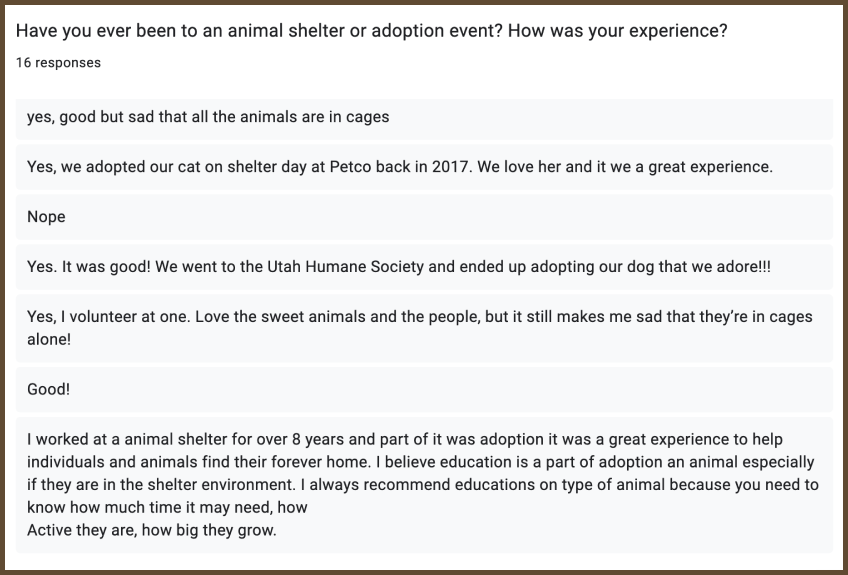 Have you ever been to an animal shelter or adoption event? How was your experience?
16 responses
yes, good but sad that all the animals are in cages
Yes, we adopted our cat on shelter day at Petco back in 2017. We love her and it we a great experience.
Nope
Yes. It was good! We went to the Utah Humane Society and ended up adopting our dog that we adore!!!
Yes, I volunteer at one. Love the sweet animals and the people, but it still makes me sad that they’re in cages
alone!
Good!
I worked at a animal shelter for over 8 years and part of it was adoption it was a great experience to help
individuals and animals find their forever home. I believe education is a part of adoption an animal especially
if they are in the shelter environment. I always recommend educations on type of animal because you need to
know how much time it may need, how
Active they are, how big they grow.